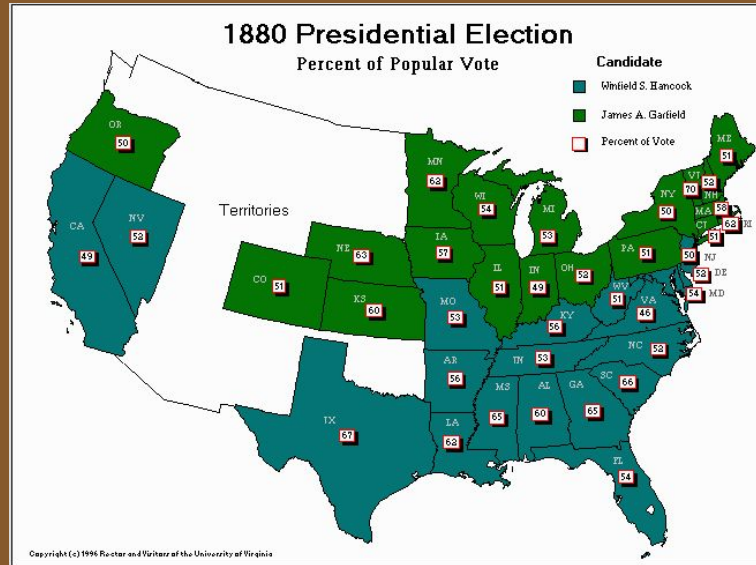 1880 Presidential Election
Percent of Popular Vote
Candidate
Winfield S. Hancock
James A. Garfield
Percent of Vote
OR
50
CA
49
NV
52
Territories
CO
51
NE
63
KS
60
TX
67
MN
62
IA
57
MO
53
AR
56
LA
62
WI
54
IL
51
MI
53
IN
49
OH
52
KY
56
TN
53
MS
65
AL
60
GA
65
FL
54
SC
66
NC
52
VA
46
WV
51
PA
51
NY
50
VT
70
NH
52
ME
51
MA
58
RI
62
CT
51
NJ
50
DE
52
MD
54
Copyright (c) 1996 Rector and Visitors of the University of Virginia